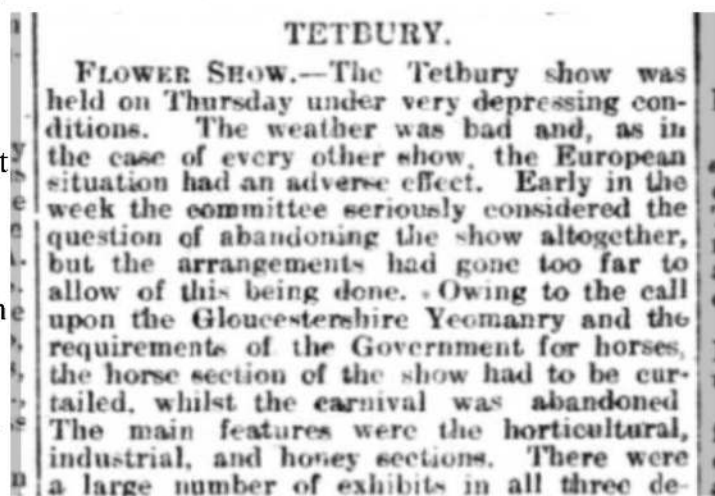 TETBURY.
FLOWER SHOW.—The Tetbury show was
held on Thursday under very depressing con-
ditions. The weather was bad and, as in
the case of every other show, the European
situation had an adverse effect. Early in the
week the committee seriously considered the
question of abandoning the show altogether,
but the arrangements had gone too far to
allow of this being done. Owing to the call
upon the Gloucestershire Yeomanry and the
requirements of the Government for horses,
the horse section of the show had to be cur-
tailed, whilst the carnival was abandoned
The main features were the horticultural,
industrial, and honey sections. There were
a large number of exhibits in all three de-